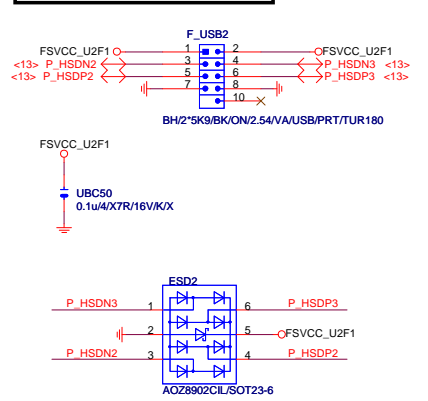 F_USB2
FSVCC_U2F1 1 2 FSVCC_U2F1
<13> P_HSDN2 3 4 P_HSDN3 <13>
<13> P_HSDP2 5 6 P_HSDP3 <13>
7 8
10
BH/2*5K9/BK/ON/2.54/VA/USB/PRT/TUR180
FSVCC_U2F1
UBC50
0.1u/4/X7R/16V/K/X
ESD2
P_HSDN3 1 6 P_HSDP3
2 5 FSVCC_U2F1
P_HSDN2 3 4 P_HSDP2
AOZ8902CIL/SOT23-6